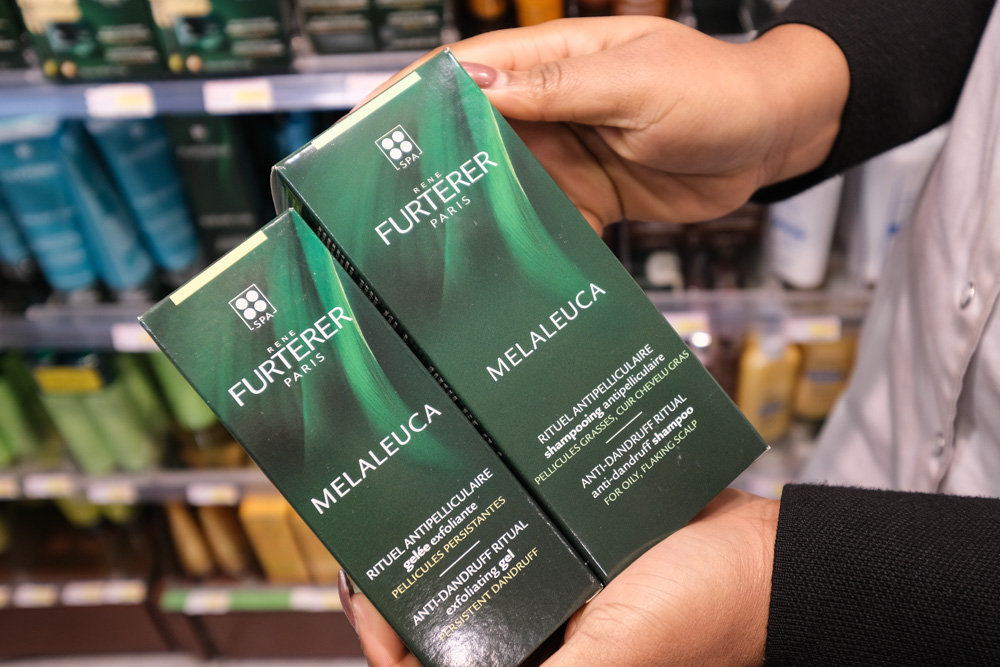 SPA
RENE
FURTERER
PARIS
MELALEUCA
RITUEL ANTIPELLICULAIRE
gelée exfoliante
PELLICULES PERSISTANTES
ANTI-DANDRUFF RITUAL
exfoliating gel
PERSISTENT DANDRUFF
SPA
RENE
FURTERER
PARIS
MELALEUCA
RITUEL ANTIPELLICULAIRE
shampooing antipelliculaire
PELLICULES GRASSES, CUIR CHEVELU GRAS
ANTI-DANDRUFF RITUAL
anti-dandruff shampoo
FOR OILY, FLAKING SCALP